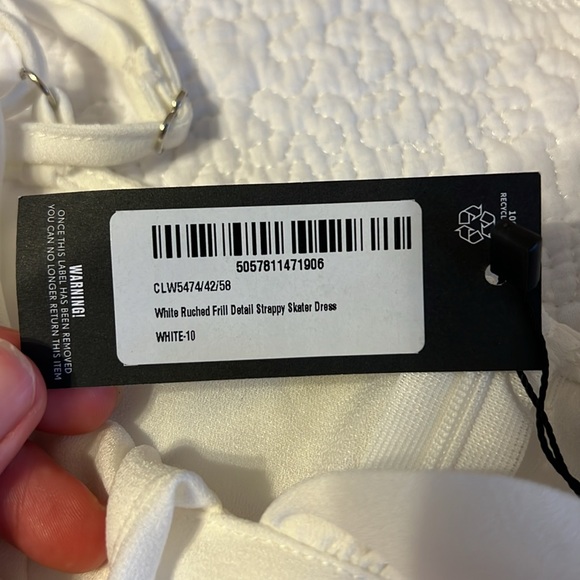 5057811471906
CLW5474/42/58
White Ruched Frill Detail Strappy Skater Dress
WHITE-10
WARNING!
ONCE THIS LABEL HAS BEEN REMOVED
YOU CAN NO LONGER RETURN THIS ITEM
RECYCL